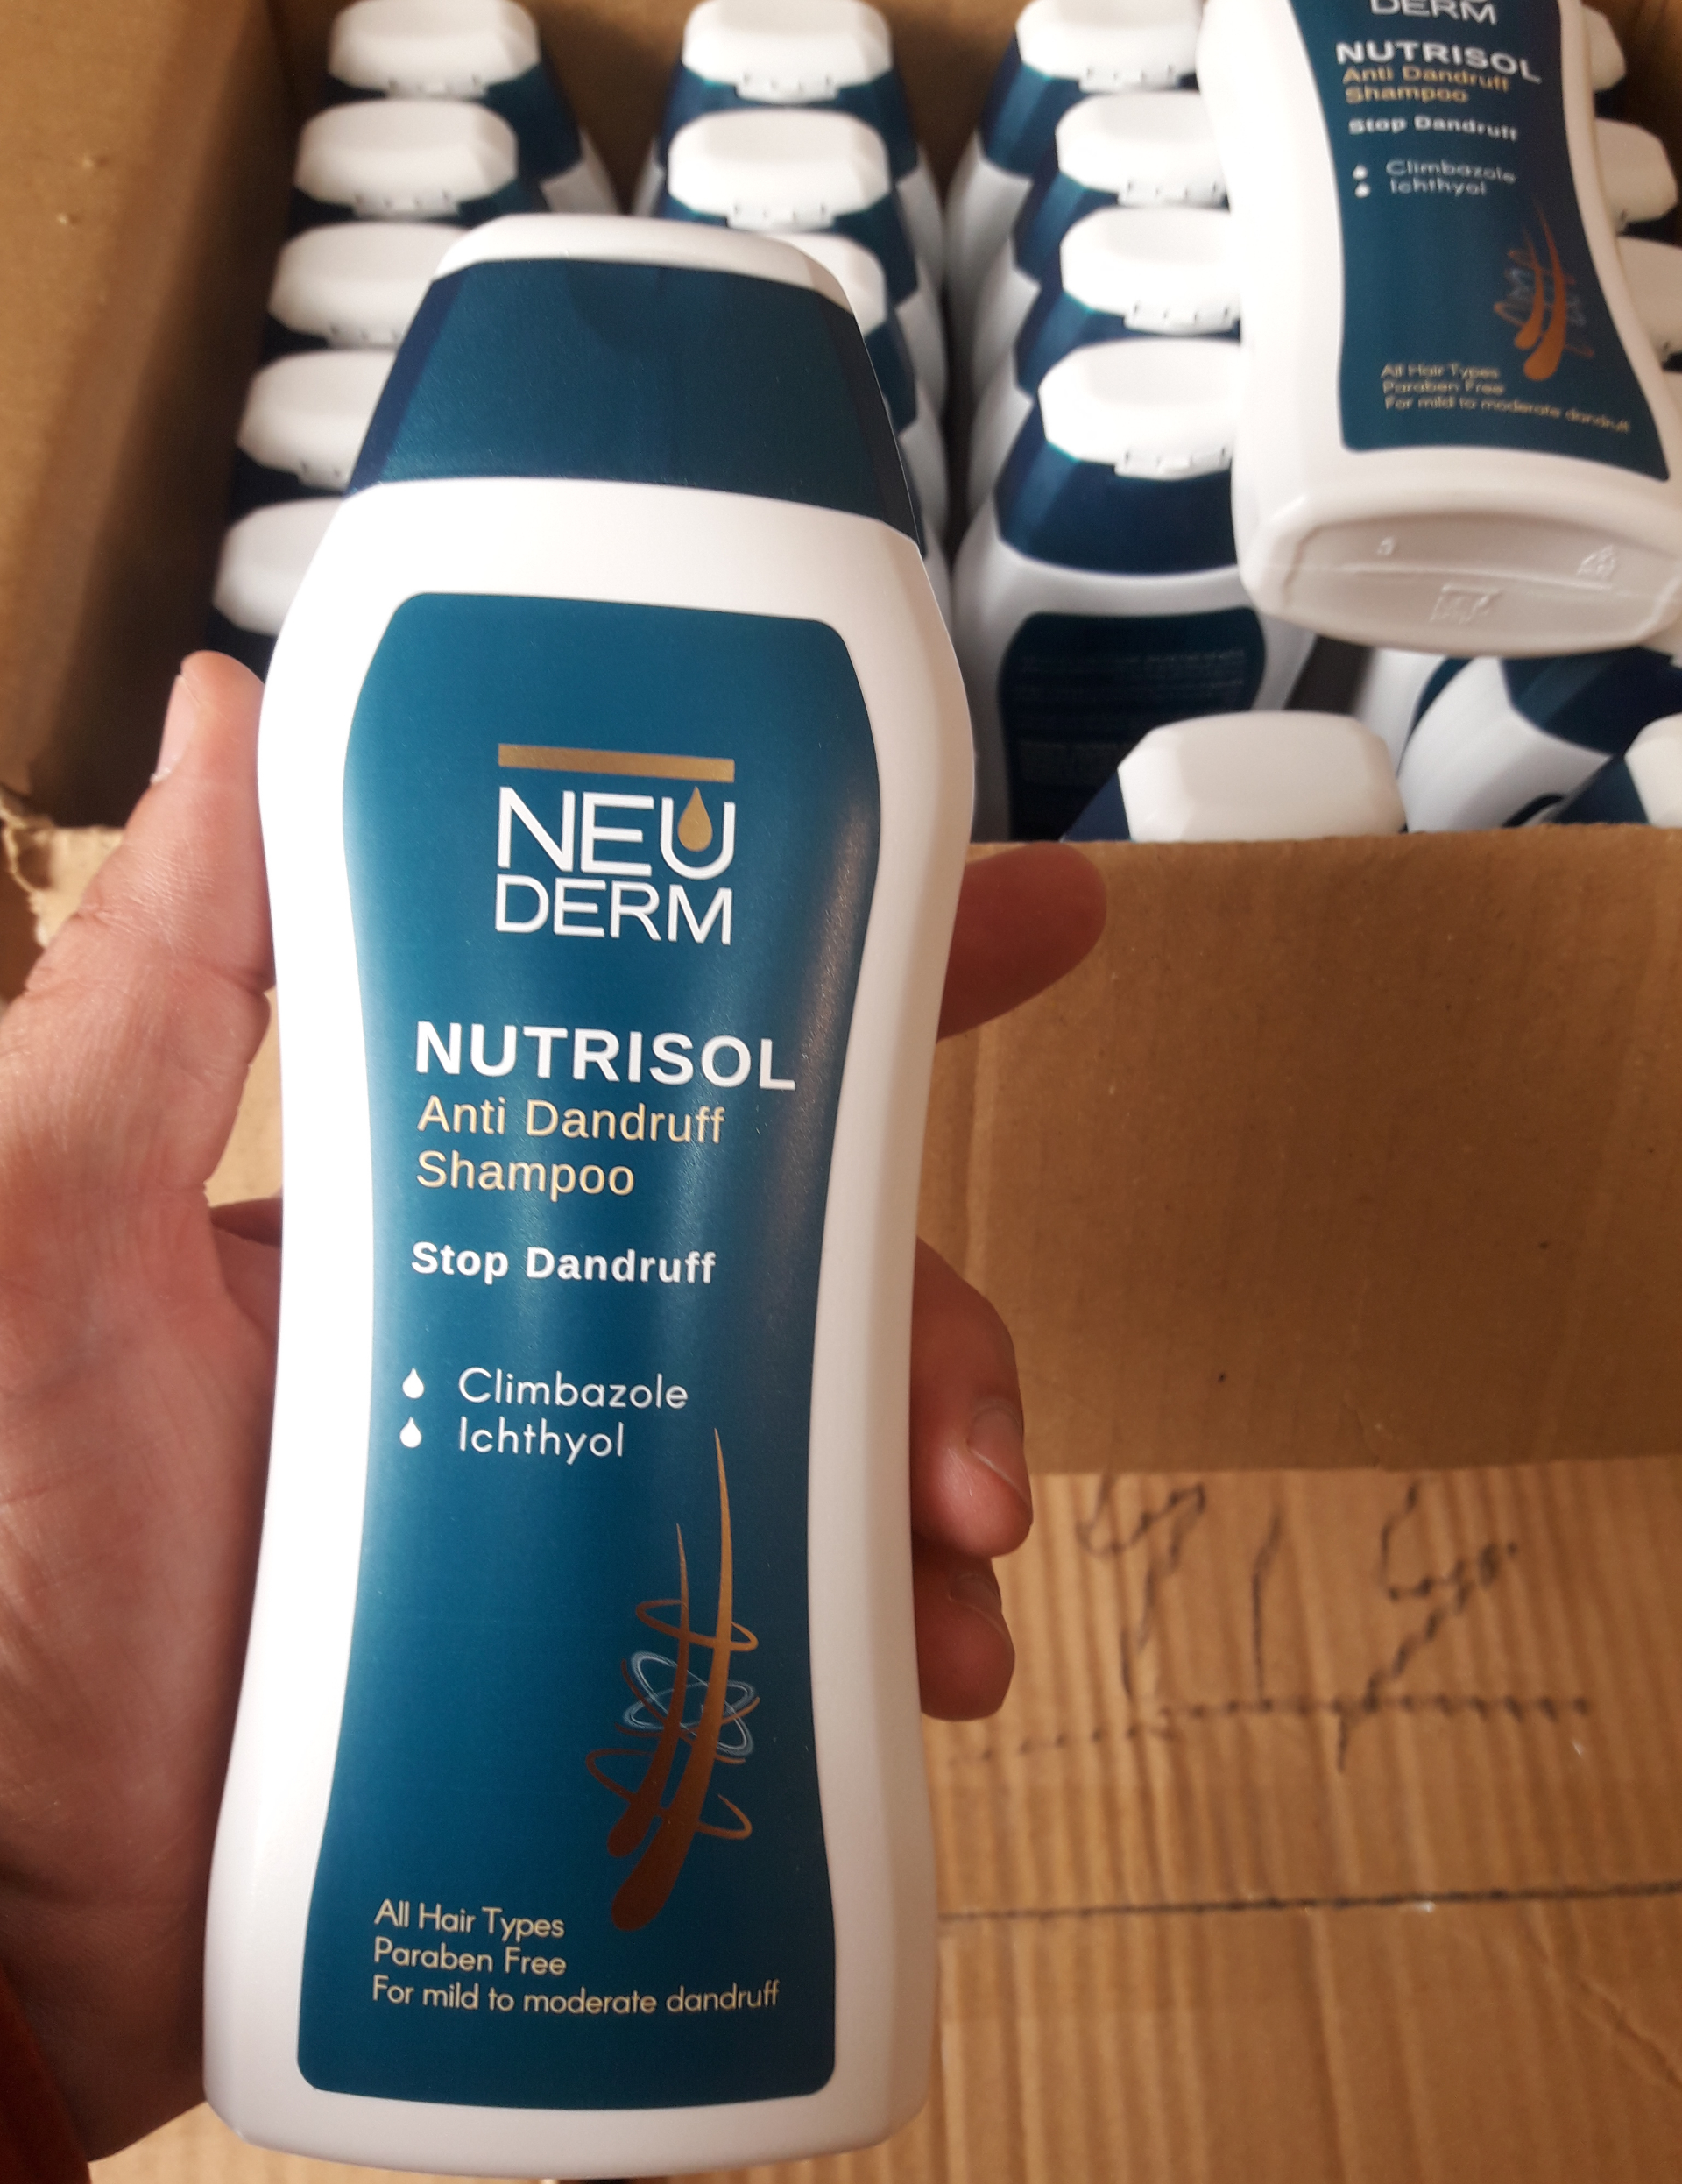 NEU
DERM
NUTRISOL
Anti Dandruff
Shampoo
Stop Dandruff
Climbazole
Ichthyol
All Hair Types
Paraben Free
For mild to moderate dandruff
DERM
NUTRISOL
Anti Dandruff
Shampoo
Stop Dandruff
Climbazole
Ichthyol
All Hair Types
Paraben Free
For mild to moderate dandruff